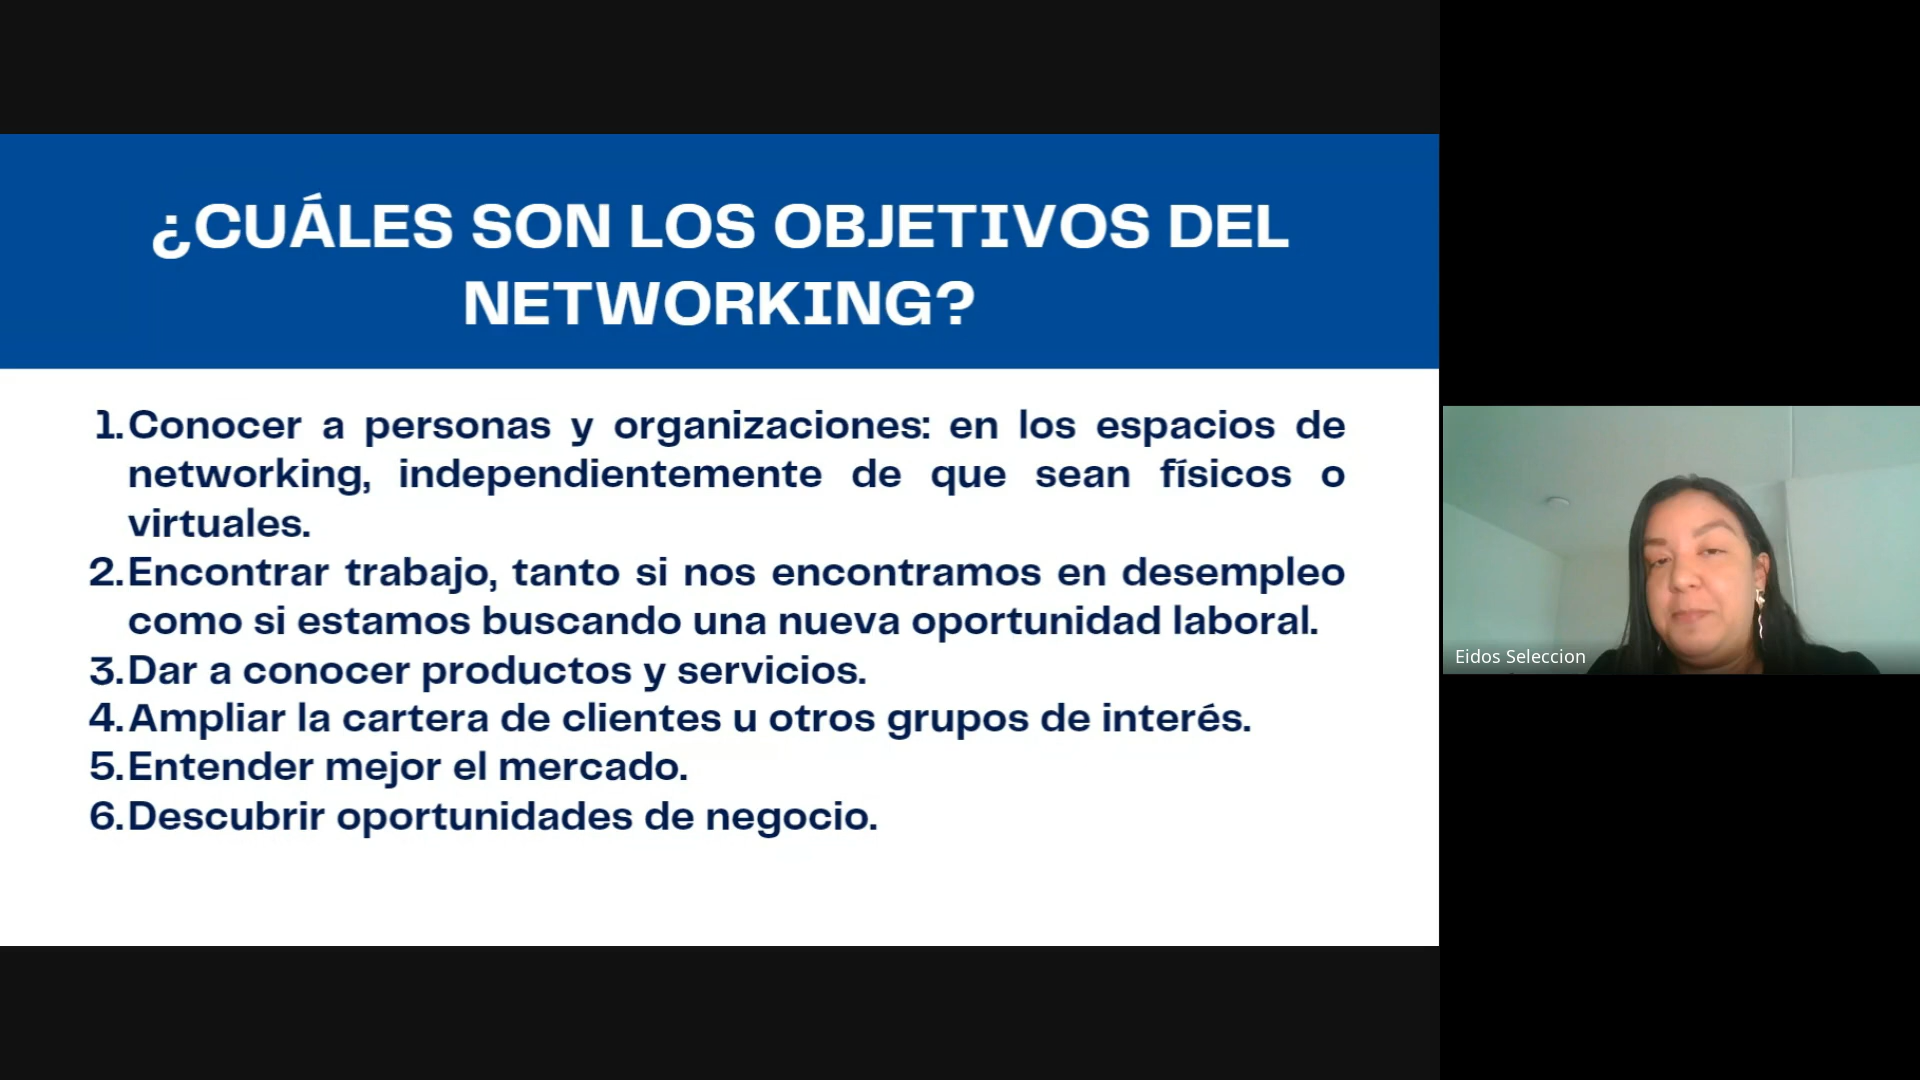 ¿CUÁLES SON LOS OBJETIVOS DEL
NETWORKING?
1. Conocer a personas y organizaciones: en los espacios de
networking, independientemente de que sean físicos o
virtuales.
2. Encontrar trabajo, tanto si nos encontramos en desempleo
como si estamos buscando una nueva oportunidad laboral.
3. Dar a conocer productos y servicios.
4. Ampliar la cartera de clientes u otros grupos de interés.
5. Entender mejor el mercado.
6. Descubrir oportunidades de negocio.
Eidos Seleccion